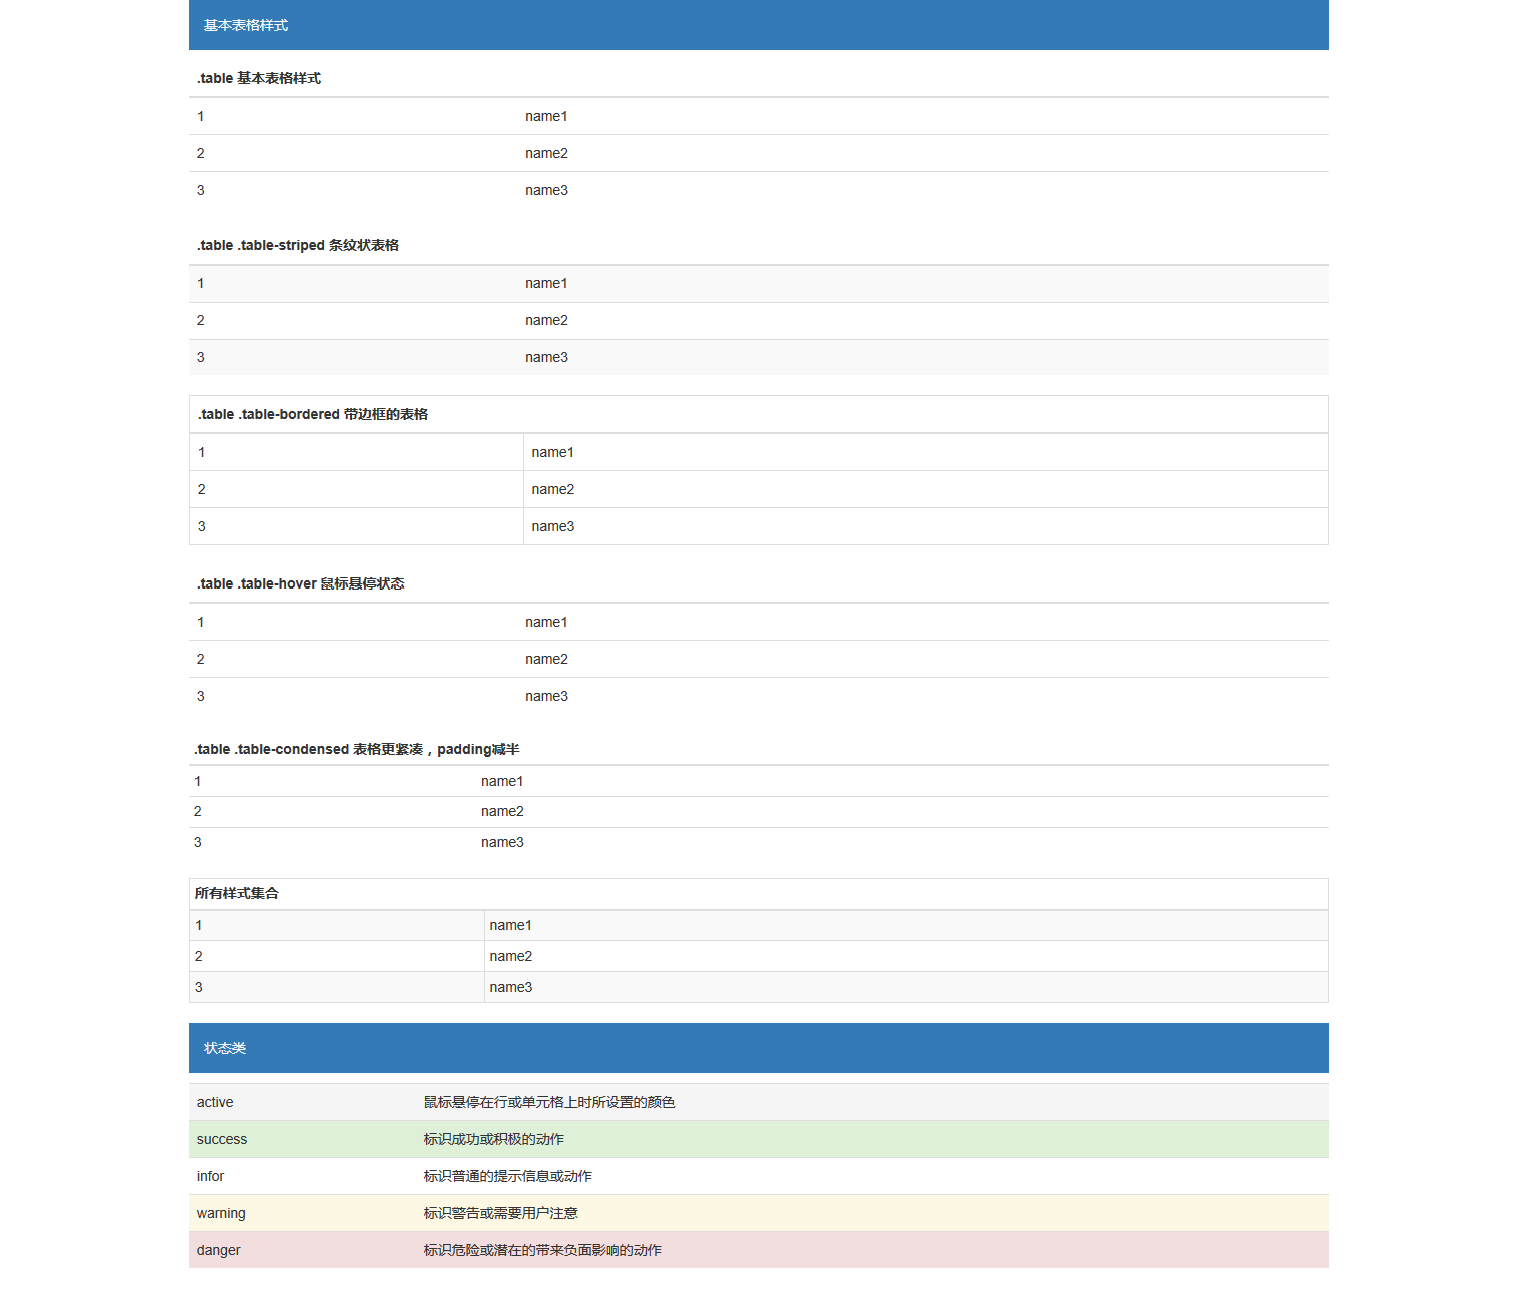 基本表格样式
.table 基本表格样式
1 name1
2 name2
3 name3
.table .table-striped 条纹状表格
1 name1
2 name2
3 name3
.table .table-bordered 带边框的表格
1 name1
2 name2
3 name3
.table .table-hover 鼠标悬停状态
1 name1
2 name2
3 name3
.table .table-condensed 表格更紧凑，padding减半
1 name1
2 name2
3 name3
所有样式集合
1 name1
2 name2
3 name3
状态类
active 鼠标悬停在行或单元格上时所设置的颜色
success 标识成功或积极的动作
infor 标识普通的提示信息或动作
warning 标识警告或需要用户注意
danger 标识危险或潜在的带来负面影响的动作